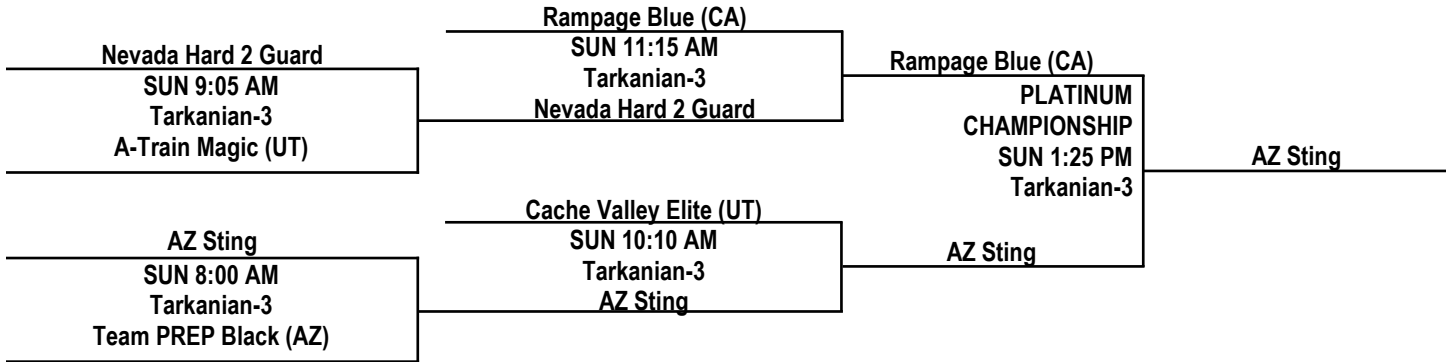 Nevada Hard 2 Guard
SUN 9:05 AM
Tarkanian-3
A-Train Magic (UT)
AZ Sting
SUN 8:00 AM
Tarkanian-3
Team PREP Black (AZ)
Rampage Blue (CA)
SUN 11:15 AM
Tarkanian-3
Nevada Hard 2 Guard
Cache Valley Elite (UT)
SUN 10:10 AM
Tarkanian-3
AZ Sting
Rampage Blue (CA)
PLATINUM
CHAMPIONSHIP
SUN 1:25 PM
Tarkanian-3
AZ Sting
AZ Sting